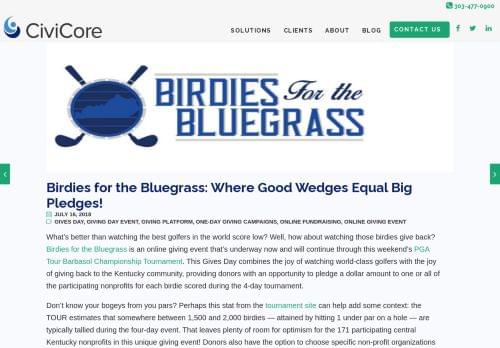 303-477-0900
CiviCore
SOLUTIONS CLIENTS ABOUT BLOG CONTACT US
BIRDIES For the
BLUEGRASS
Birdies for the Bluegrass: Where Good Wedges Equal Big
Pledges!
JULY 16, 2018
GIVES DAY, GIVING DAY EVENT, GIVING PLATFORM, ONE-DAY GIVING CAMPAIGNS, ONLINE FUNDRAISING, ONLINE GIVING EVENT
What's better than watching the best golfers in the world score low? Well, how about watching those birdies give back?
Birdies for the Bluegrass is an online giving event that's underway now and will continue through this weekend's PGA
Tour Barbasol Championship Tournament. This Gives Day combines the joy of watching world-class golfers with the joy
of giving back to the Kentucky community, providing donors with an opportunity to pledge a dollar amount to one or all of
the participating nonprofits for each birdie scored during the 4-day tournament.
Don't know your bogeys from you pars? Perhaps this stat from the tournament site can help add some context: the
TOUR estimates that somewhere between 1,500 and 2,000 birdies — attained by hitting 1 under par on a hole — are
typically tallied during the four-day event. That leaves plenty of room for optimism for the 171 participating central
Kentucky nonprofits in this unique giving event! Donors also have the option to choose specific non-profit organizations